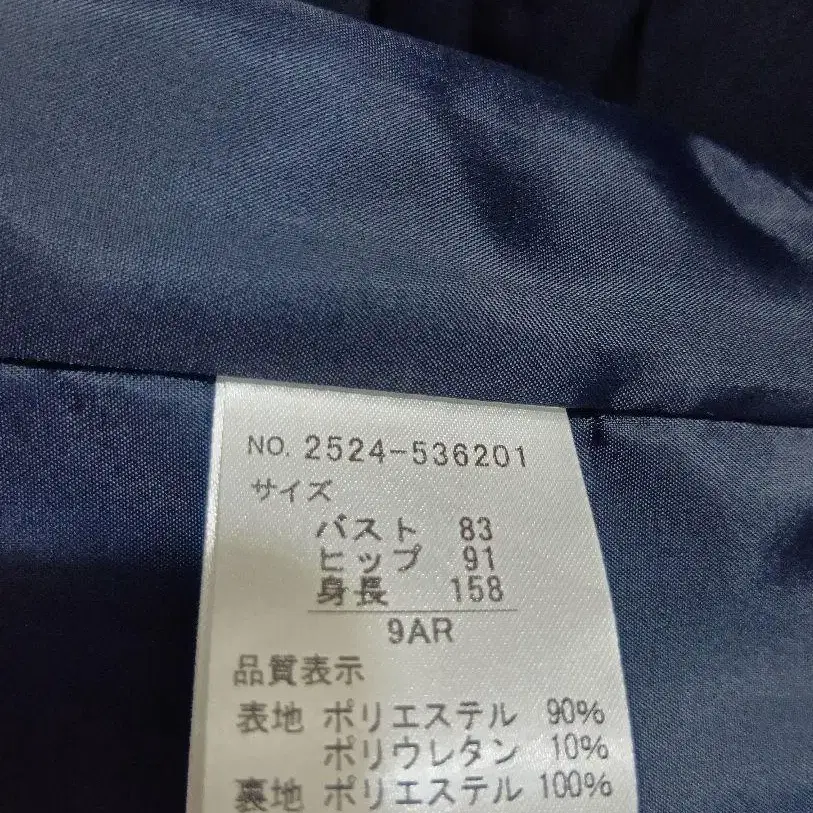 NO. 2524-536201
サイズ
バスト 83
ヒップ 91
身長 158
9AR
品質表示
表地 ポリエステル 90%
ポリウレタン 10%
裏地 ポリエステル 100%